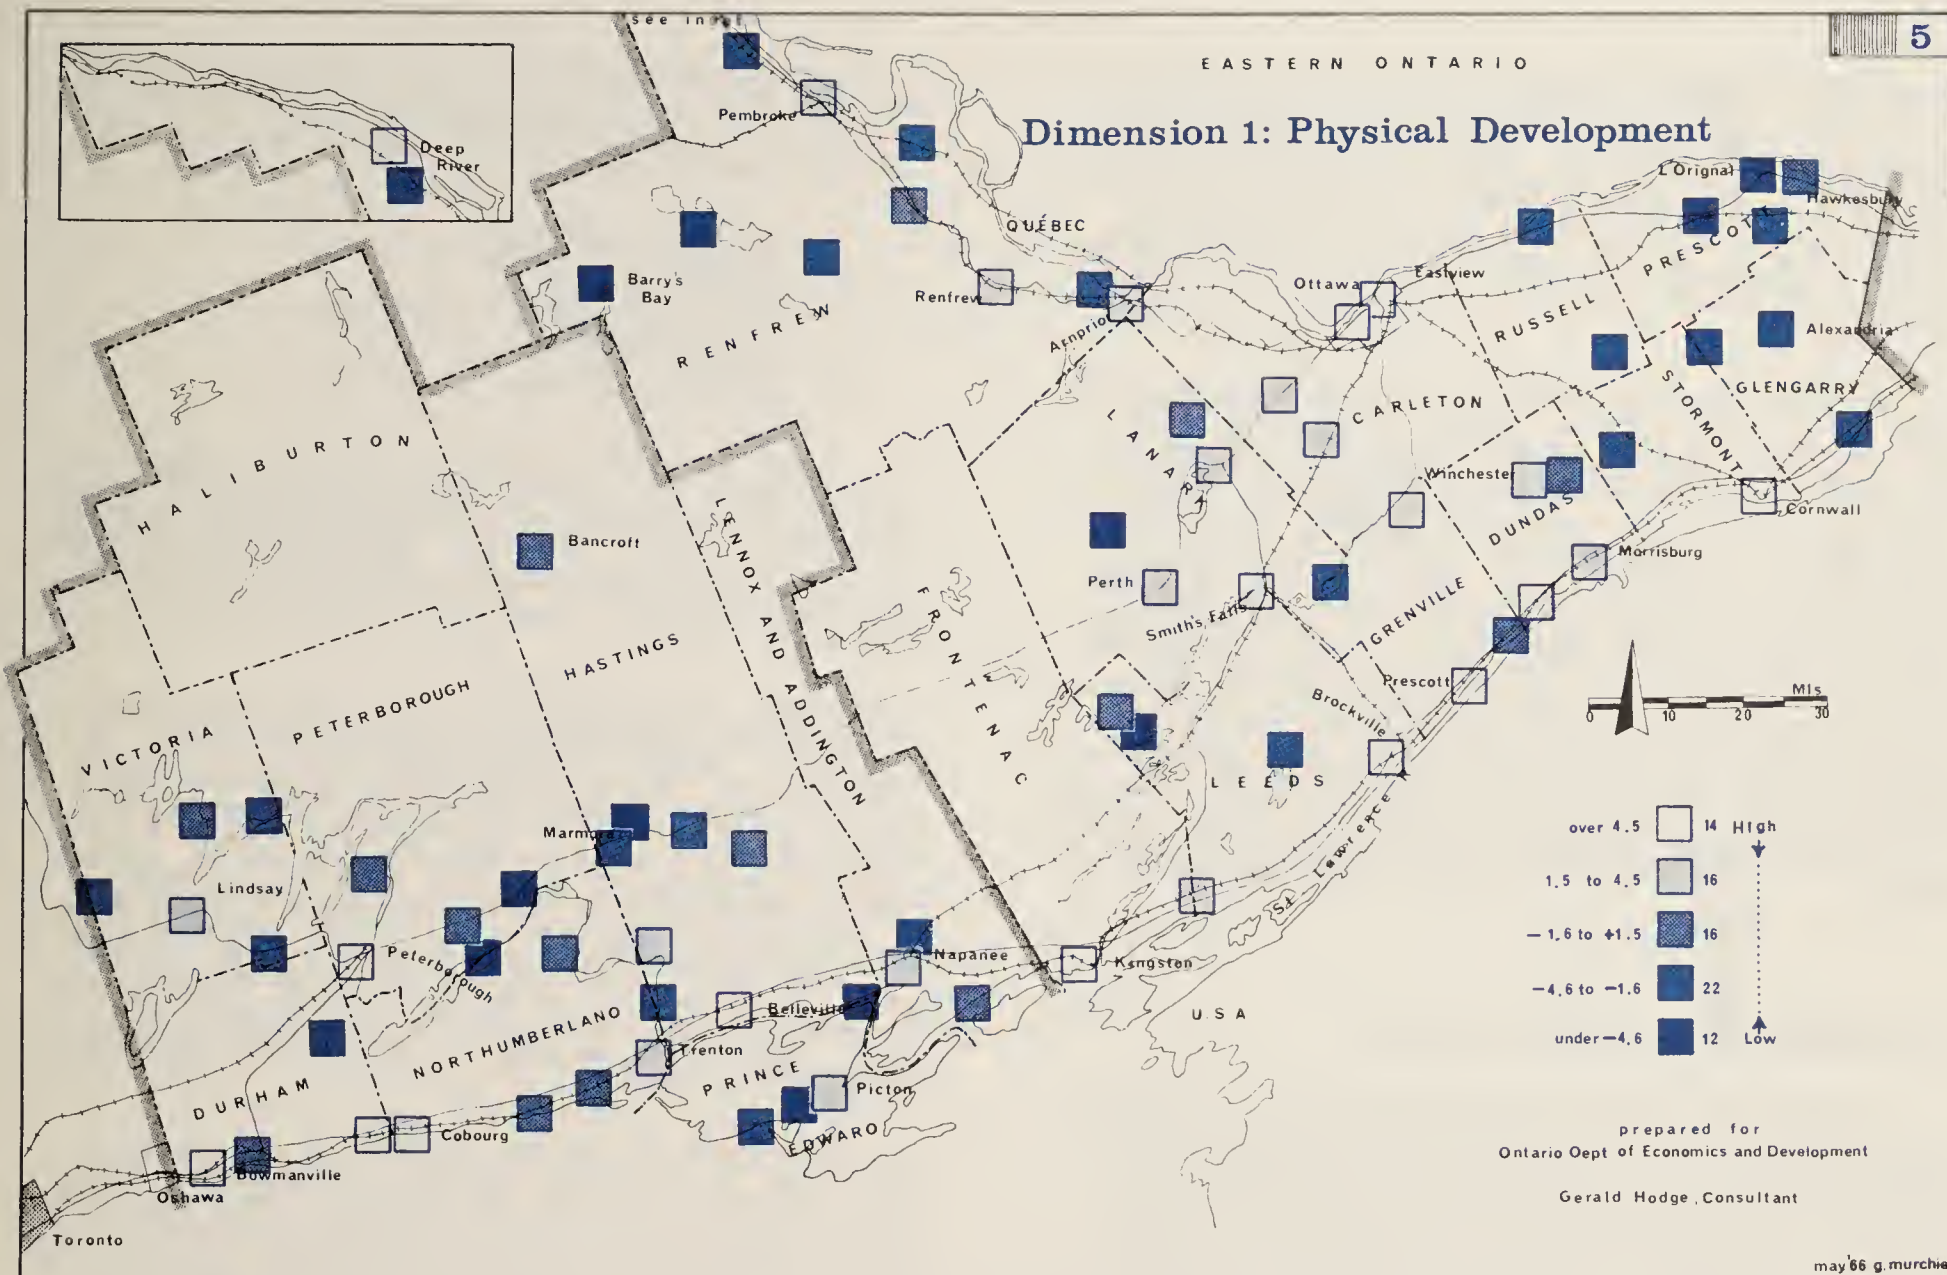 see in
5
EASTERN ONTARIO
Dimension 1: Physical Development
Deep
River
Pembroke
L'Orignal
Hawkesbury
QUÉBEC
PRESCOTT
Barry's
Bay
Renfrew
Ottawa
Eastview
RENFREW
Arnprior
RUSSELL
Alexandria
STORMONT
GLENGARRY
CARLETON
LANARK
HALIBURTON
Winchester
DUNDAS
Cornwall
Bancroft
LENNOX AND ADDINGTON
Morrisburg
FRONTENAC
Perth
Smith's Falls
GRENVILLE
HASTINGS
Prescott
Brockville
PETERBOROUGH
VICTORIA
Mls
0 10 20 30
LEEDS
St Lawrence
Marmora
over 4.5 14 High
1.5 to 4.5 16
−1.6 to +1.5 16
−4.6 to −1.6 22
under−4.6 12 Low
Lindsay
Peterborough
Napanee
Kingston
Belleville
USA
NORTHUMBERLAND
Trenton
PRINCE
EDWARD
Picton
DURHAM
Cobourg
Bowmanville
Oshawa
Toronto
prepared for
Ontario Oept of Economics and Development
Gerald Hodge, Consultant
may '66 g. murchie